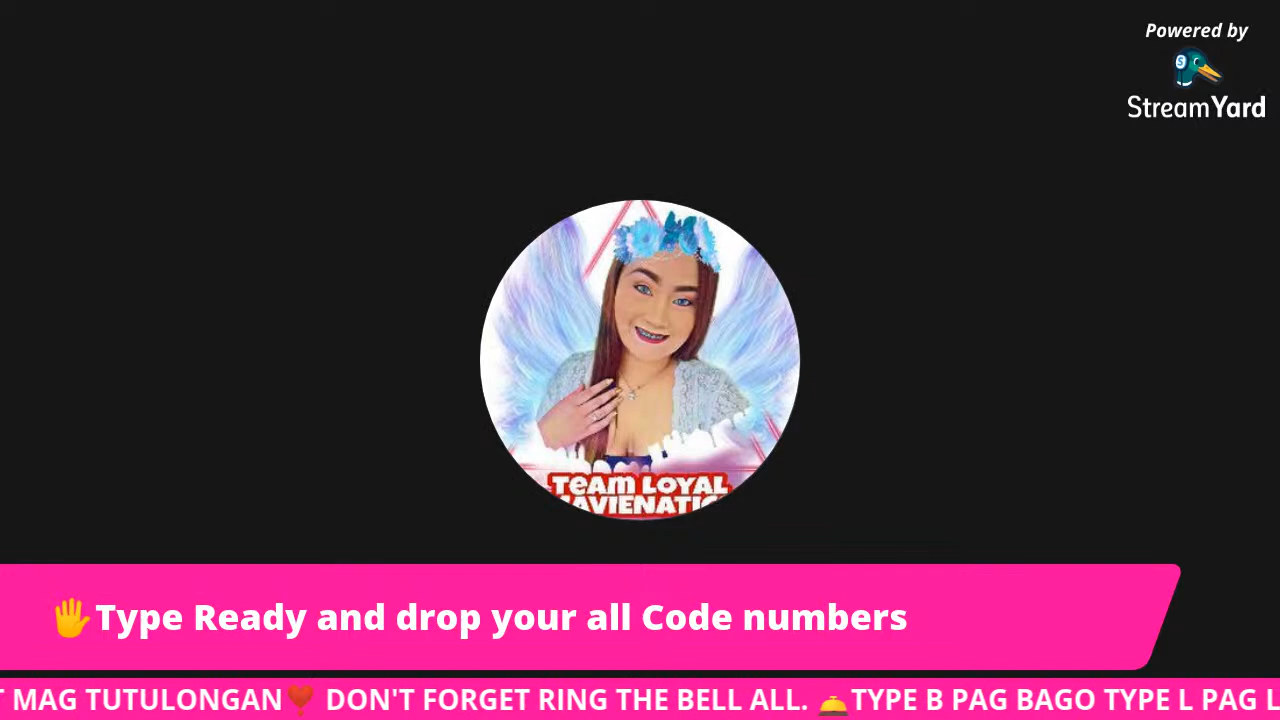 Powered by
StreamYard
TEAM LOYAL
🖐Type Ready and drop your all Code numbers
MAG TUTULONGAN❣ DON'T FORGET RING THE BELL ALL. 🛎TYPE B PAG BAGO TYPE L PAG